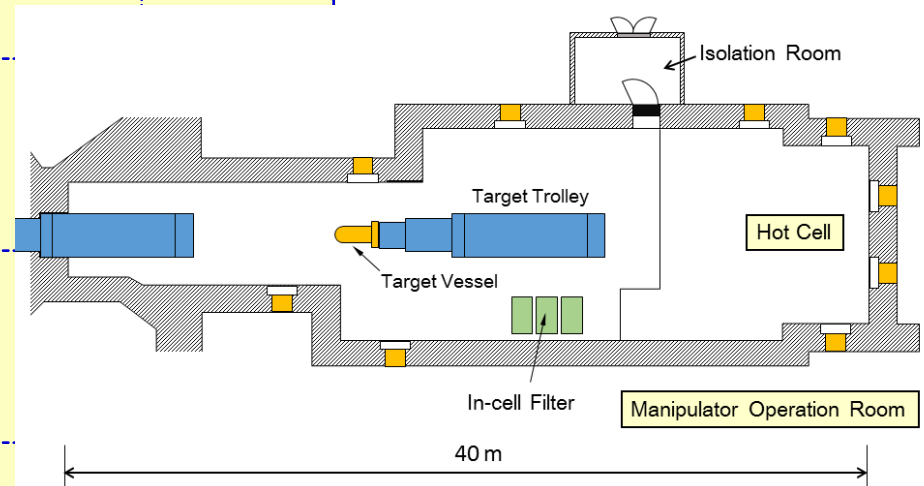 Isolation Room
Target Trolley
Hot Cell
Target Vessel
In-cell Filter
Manipulator Operation Room
40 m